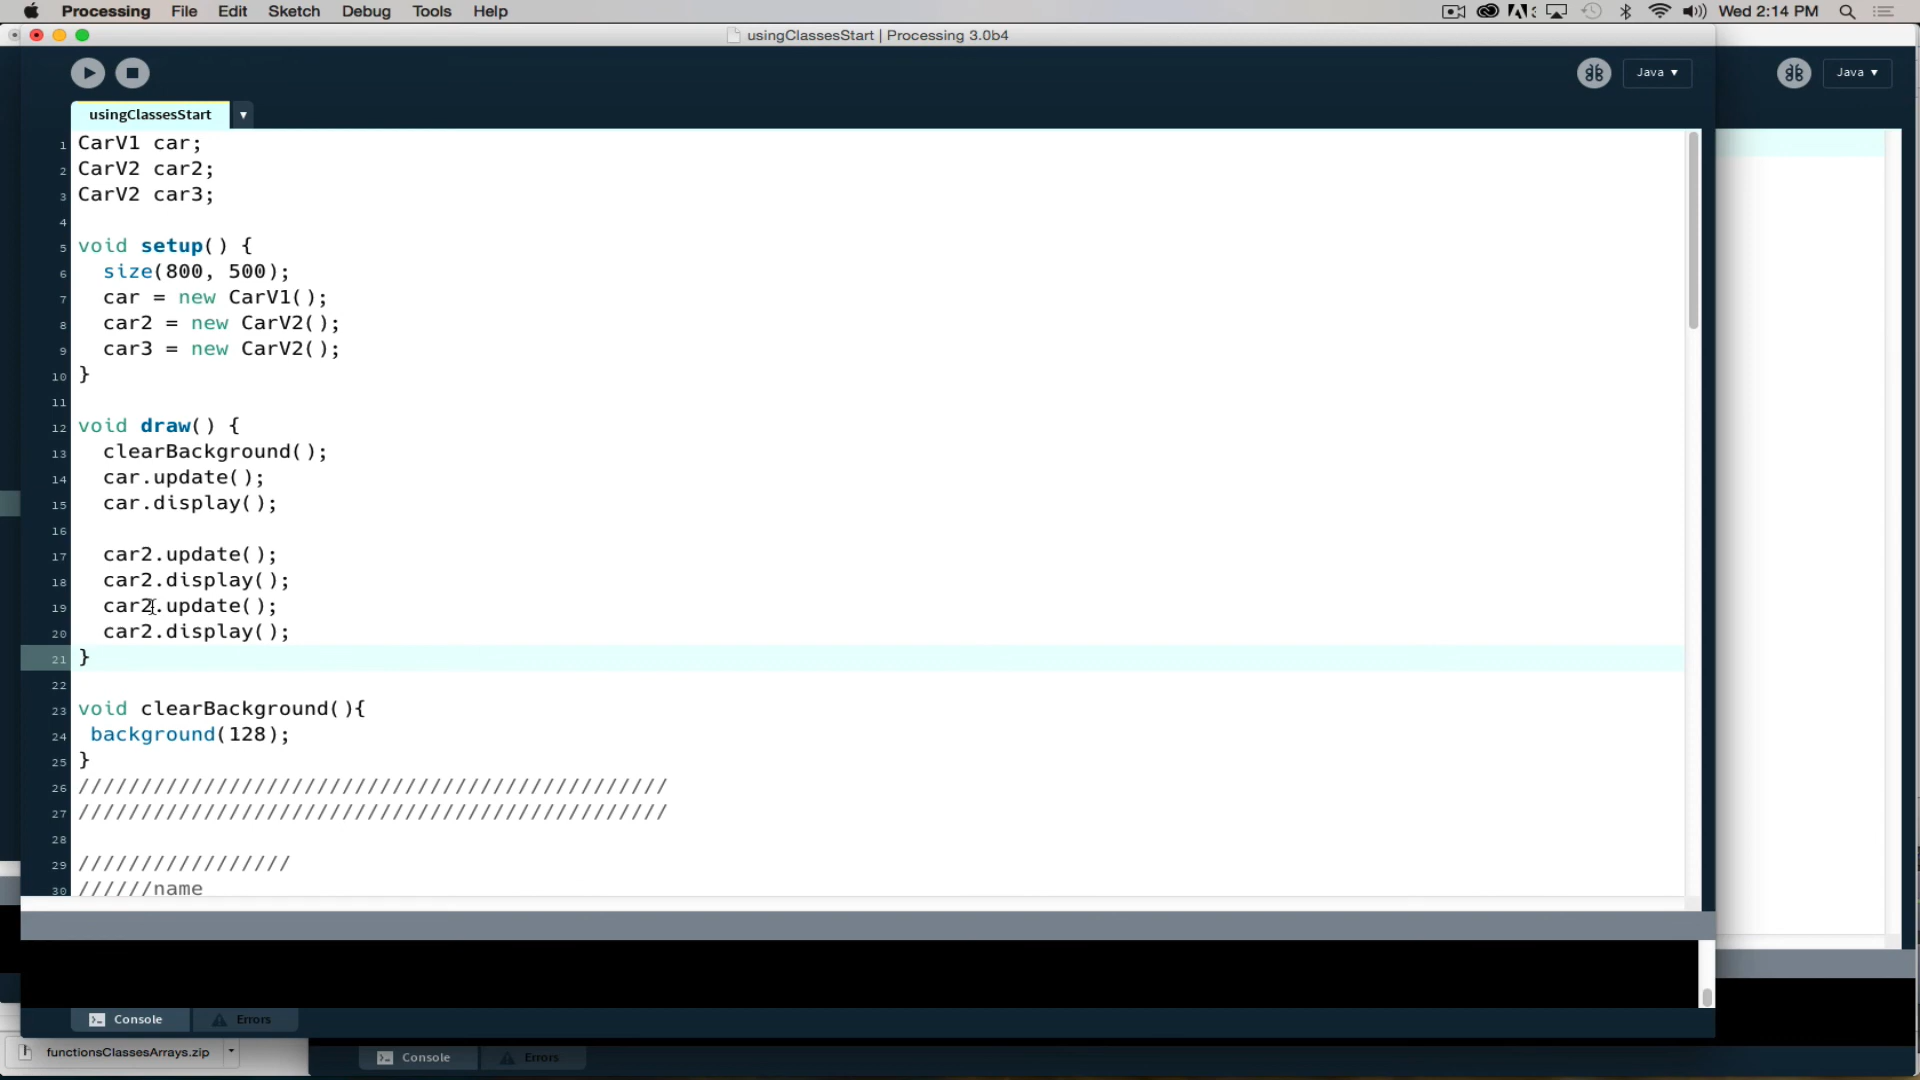 Processing File Edit Sketch Debug Tools Help Wed 2:14 PM
usingClassesStart | Processing 3.0b4
Java ▾ Java ▾
usingClassesStart ▾
1 CarV1 car;
2 CarV2 car2;
3 CarV2 car3;
4
5 void setup() {
6 size(800, 500);
7 car = new CarV1();
8 car2 = new CarV2();
9 car3 = new CarV2();
10 }
11
12 void draw() {
13 clearBackground();
14 car.update();
15 car.display();
16
17 car2.update();
18 car2.display();
19 car2.update();
20 car2.display();
21 }
22
23 void clearBackground(){
24 background(128);
25 }
26 ///////////////////////////////////////////////
27 ///////////////////////////////////////////////
28
29 /////////////////
30 //////name
Console Errors
functionsClassesArrays.zip
Console Errors